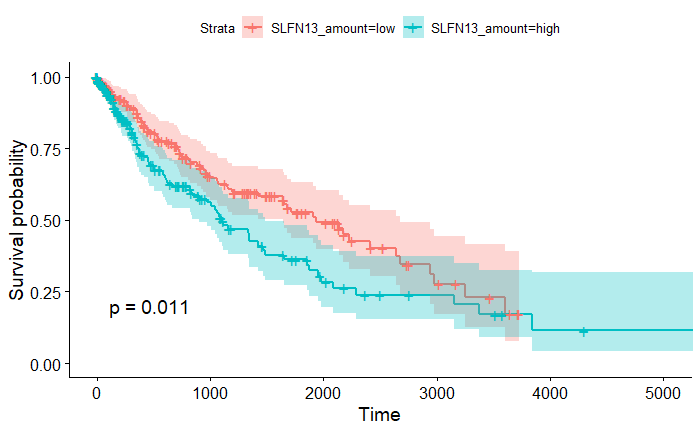 Strata SLFN13_amount=low SLFN13_amount=high
1.00
0.75
0.50
0.25
0.00
Survival probability
p = 0.011
0 1000 2000 3000 4000 5000
Time